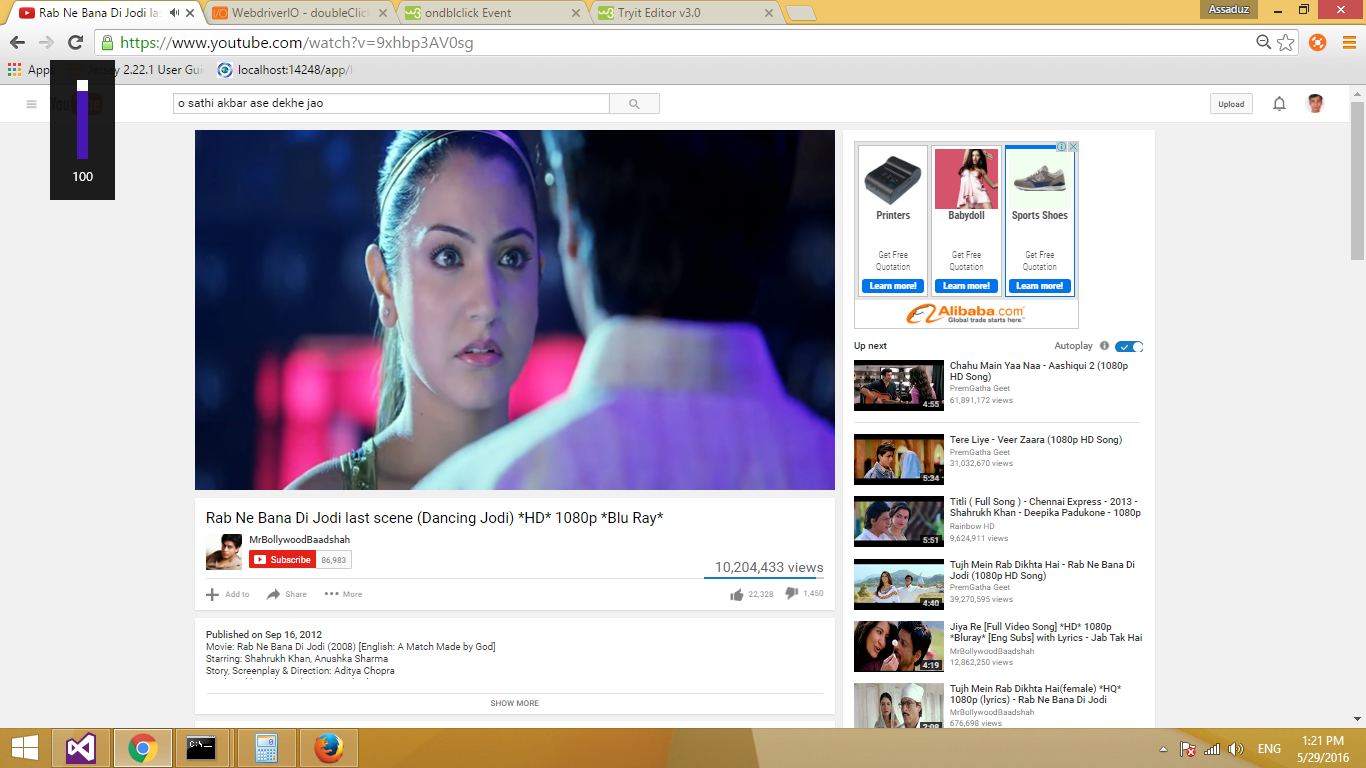 Rab Ne Bana Di Jodi las
WebdriverIO - doubleClick
ondblclick Event
Tryit Editor v3.0
Assaduz
https://www.youtube.com/watch?v=9xhbp3AV0sg
App
2.22.1 User Gui
localhost:14248/app/
o sathi akbar ase dekhe jao
Upload
100
Printers
Babydoll
Sports Shoes
Get Free Quotation
Get Free Quotation
Get Free Quotation
Learn more!
Learn more!
Learn more!
Alibaba.com
Global trade starts here.™
Up next
Autoplay
Chahu Main Yaa Naa - Aashiqui 2 (1080p
HD Song)
PremGatha Geet
61,891,172 views
4:55
Tere Liye - Veer Zaara (1080p HD Song)
PremGatha Geet
31,032,670 views
5:34
Titli ( Full Song ) - Chennai Express - 2013 -
Shahrukh Khan - Deepika Padukone - 1080p
Rainbow HD
9,624,911 views
5:51
Tujh Mein Rab Dikhta Hai - Rab Ne Bana Di
Jodi (1080p HD Song)
PremGatha Geet
39,270,595 views
4:40
Jiya Re [Full Video Song] *HD* 1080p
*Bluray* [Eng Subs] with Lyrics - Jab Tak Hai
MrBollywoodBaadshah
12,862,250 views
4:19
Tujh Mein Rab Dikhta Hai(female) *HQ*
1080p (lyrics) - Rab Ne Bana Di Jodi
MrBollywoodBaadshah
676,698 views
2:08
Rab Ne Bana Di Jodi last scene (Dancing Jodi) *HD* 1080p *Blu Ray*
MrBollywoodBaadshah
Subscribe 86,983
10,204,433 views
Add to
Share
More
22,328
1,450
Published on Sep 16, 2012
Movie: Rab Ne Bana Di Jodi (2008) [English: A Match Made by God]
Starring: Shahrukh Khan, Anushka Sharma
Story, Screenplay & Direction: Aditya Chopra
SHOW MORE
ENG
1:21 PM
5/29/2016